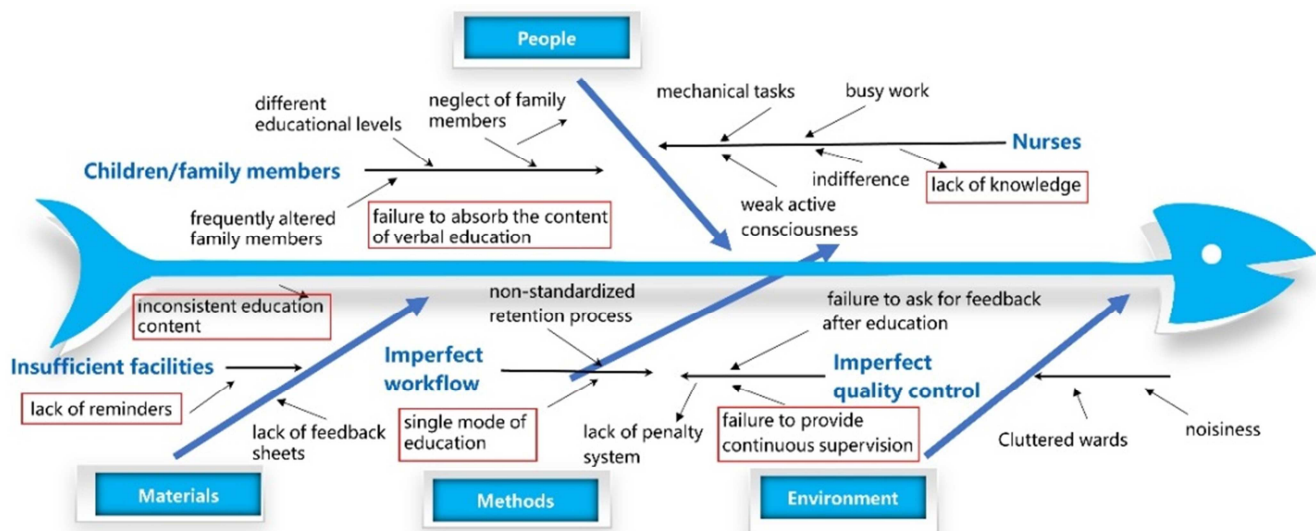 People
different
educational levels
neglect of family
members
mechanical tasks
busy work
Children/family members
Nurses
indifference
lack of knowledge
frequently altered
family members
failure to absorb the content
of verbal education
weak active
consciousness
inconsistent education
content
non-standardized
retention process
failure to ask for feedback
after education
Insufficient facilities
Imperfect
workflow
Imperfect
quality control
lack of reminders
lack of feedback
sheets
single mode of
education
lack of penalty
system
failure to provide
continuous supervision
Cluttered wards
noisiness
Materials
Methods
Environment